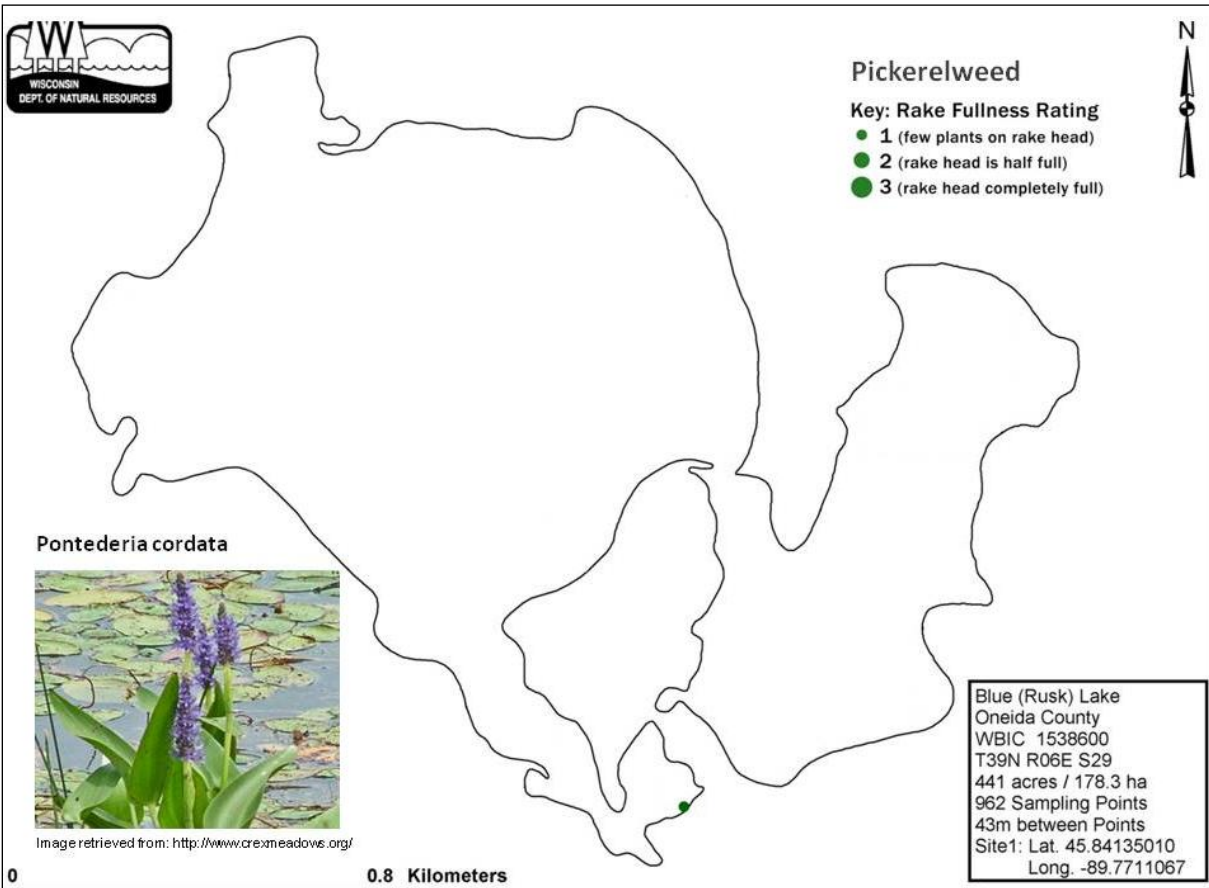 W
WISCONSIN
DEPT. OF NATURAL RESOURCES
N
Pickerelweed
Key: Rake Fullness Rating
1 (few plants on rake head)
2 (rake head is half full)
3 (rake head completely full)
Pontederia cordata
Image retrieved from: http://www.crexmeadows.org/
0 0.8 Kilometers
Blue (Rusk) Lake
Oneida County
WBIC 1538600
T39N R06E S29
441 acres / 178.3 ha
962 Sampling Points
43m between Points
Site1: Lat. 45.84135010
Long. -89.7711067